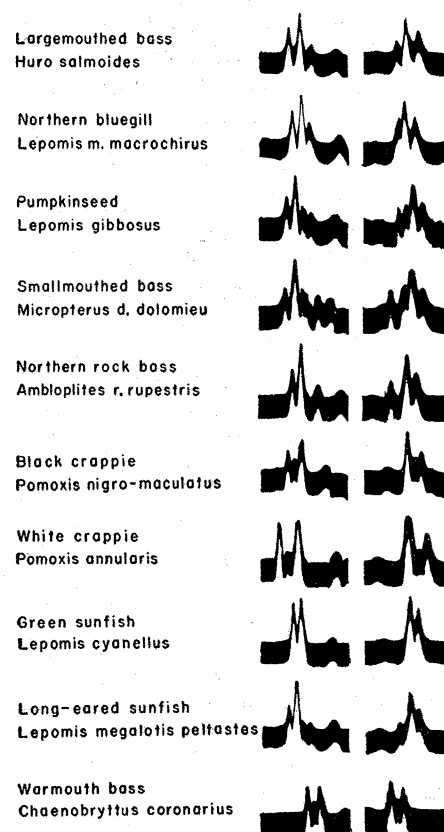 Largemouthed bass
Huro salmoides
Northern bluegill
Lepomis m. macrochirus
Pumpkinseed
Lepomis gibbosus
Smallmouthed bass
Micropterus d. dolomieu
Northern rock bass
Ambloplites r. rupestris
Black crappie
Pomoxis nigro-maculatus
White crappie
Pomoxis annularis
Green sunfish
Lepomis cyanellus
Long-eared sunfish
Lepomis megalotis peltastes
Warmouth bass
Chaenobryttus coronarius